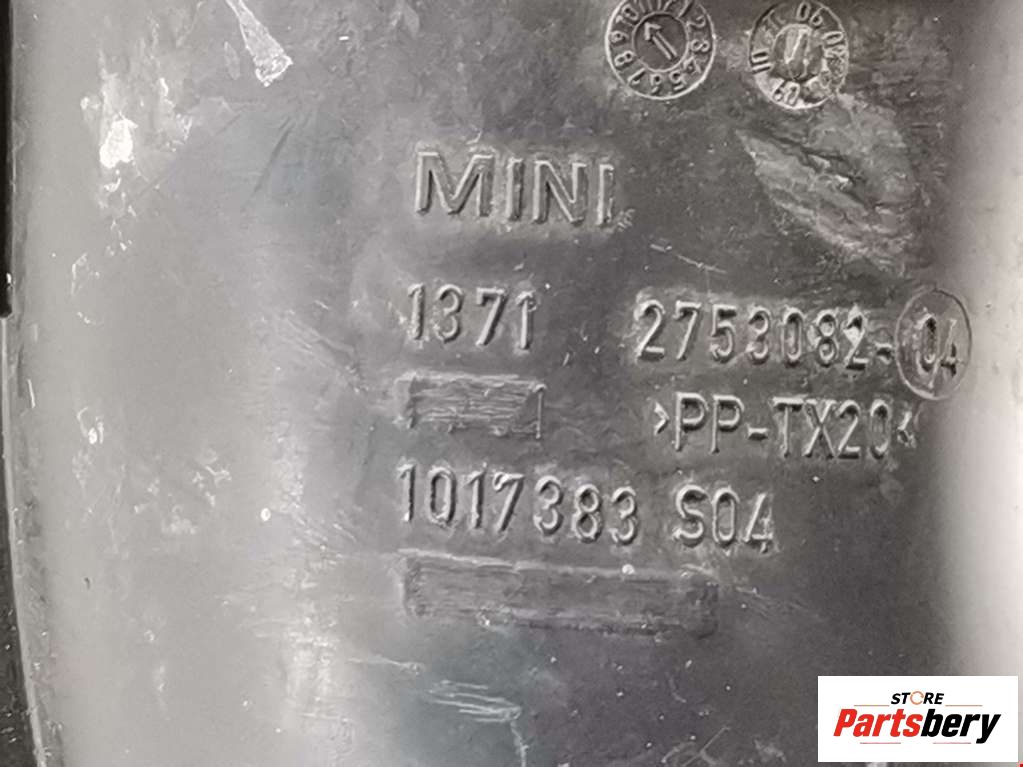 MINI
1371 2753082-04
>PP-TX20<
1017383 S04
STORE
Partsbery